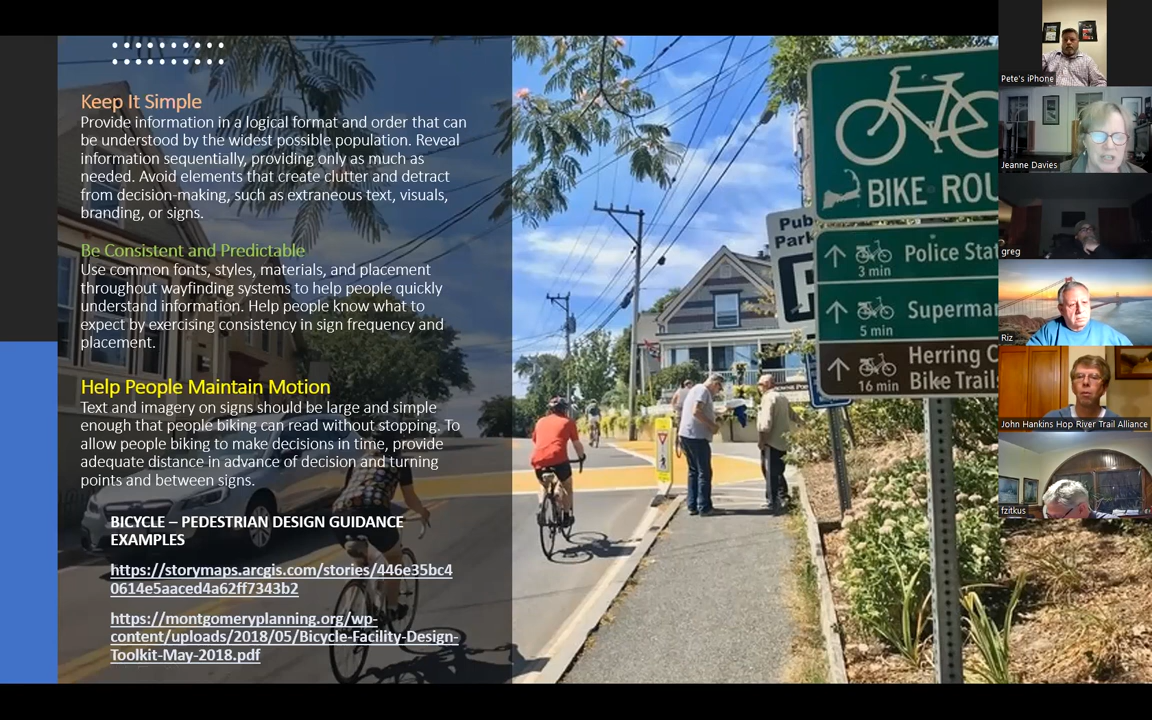 Keep It Simple
Provide information in a logical format and order that can
be understood by the widest possible population. Reveal
information sequentially, providing only as much as
needed. Avoid elements that create clutter and detract
from decision-making, such as extraneous text, visuals,
branding, or signs.
Be Consistent and Predictable
Use common fonts, styles, materials, and placement
throughout wayfinding systems to help people quickly
understand information. Help people know what to
expect by exercising consistency in sign frequency and
placement.
Help People Maintain Motion
Text and imagery on signs should be large and simple
enough that people biking can read without stopping. To
allow people biking to make decisions in time, provide
adequate distance in advance of decision and turning
points and between signs.
BICYCLE – PEDESTRIAN DESIGN GUIDANCE
EXAMPLES
https://storymaps.arcgis.com/stories/446e35bc4
0614e5aaced4a62ff7343b2
https://montgomeryplanning.org/wp-
content/uploads/2018/05/Bicycle-Facility-Design-
Toolkit-May-2018.pdf
BIKE ROU
Pub
Park
P
Police Stat
3 min
Superma
5 min
Herring C
Bike Trails
16 min
Pete's iPhone
Jeanne Davies
greg
Riz
John Hankins Hop River Trail Alliance
fzitkus